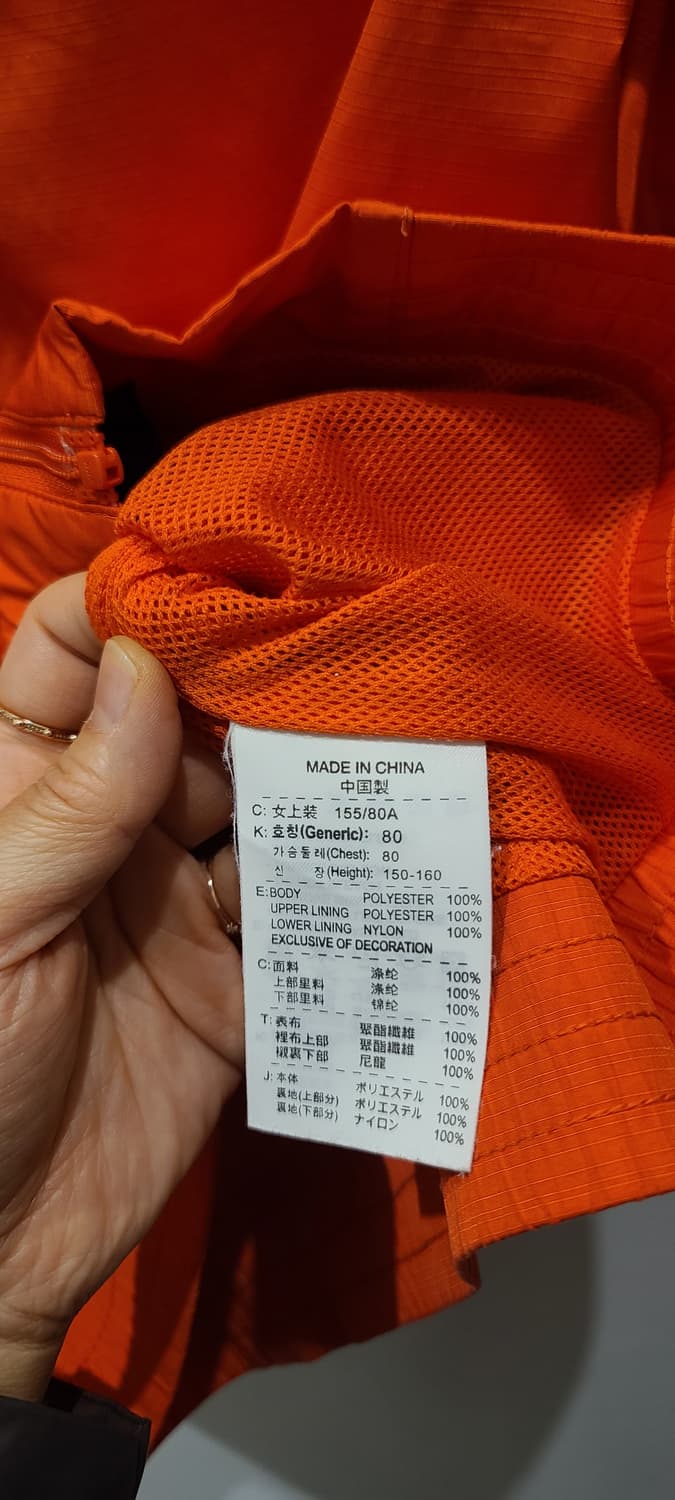 MADE IN CHINA
中国製
C: 女上装 155/80A
K: 호칭(Generic): 80
가슴둘레(Chest): 80
신 장(Height): 150-160
E: BODY POLYESTER 100%
UPPER LINING POLYESTER 100%
LOWER LINING NYLON 100%
EXCLUSIVE OF DECORATION
C: 面料 涤纶 100%
上部里料 涤纶 100%
下部里料 锦纶 100%
T: 表布 聚酯纖維 100%
裡布上部 聚酯纖維 100%
襯裏下部 尼龍 100%
J: 本体 ポリエステル 100%
裏地(上部分) ポリエステル 100%
裏地(下部分) ナイロン 100%